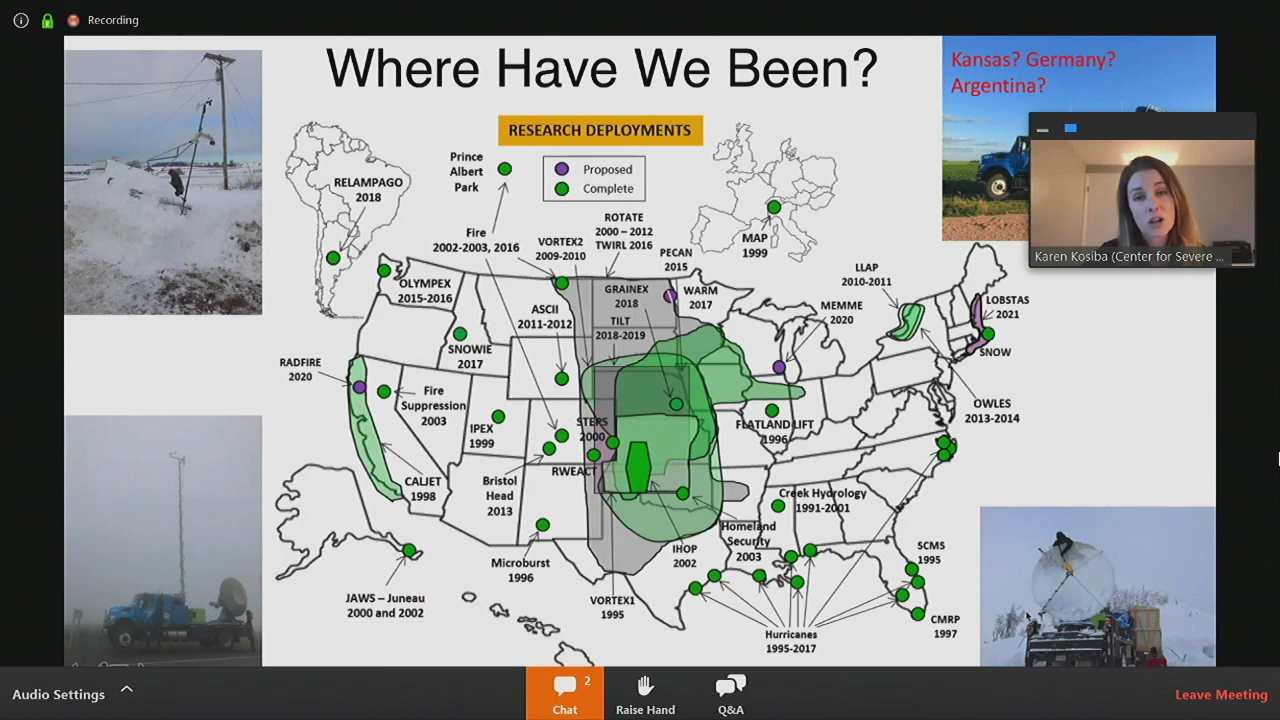 Recording
Where Have We Been?
Kansas? Germany?
Argentina?
RESEARCH DEPLOYMENTS
Proposed
Complete
Prince
Albert
Park
RELAMPAGO
2018
Fire
2002-2003, 2016
VORTEX2
2009-2010
ROTATE
2000 – 2012
TWIRL 2016
PECAN
2015
MAP
1999
Karen Kosiba (Center for Severe ...
OLYMPEX
2015-2016
ASCII
2011-2012
GRAINEX
2018
TILT
2018-2019
WARM
2017
LLAP
2010-2011
MEMME
2020
LOBSTAS
2021
SNOW
SNOWIE
2017
RADFIRE
2020
Fire
Suppression
2003
IPEX
1999
STEPS
2000
FLATLAND LIFT
1996
OWLES
2013-2014
RWEACT
CALJET
1998
Bristol
Head
2013
Creek Hydrology
1991-2001
Homeland
Security
2003
IHOP
2002
Microburst
1996
SCMS
1995
JAWS – Juneau
2000 and 2002
VORTEX1
1995
Hurricanes
1995-2017
CMRP
1997
Audio Settings
Chat
2
Raise Hand
Q&A
Leave Meeting